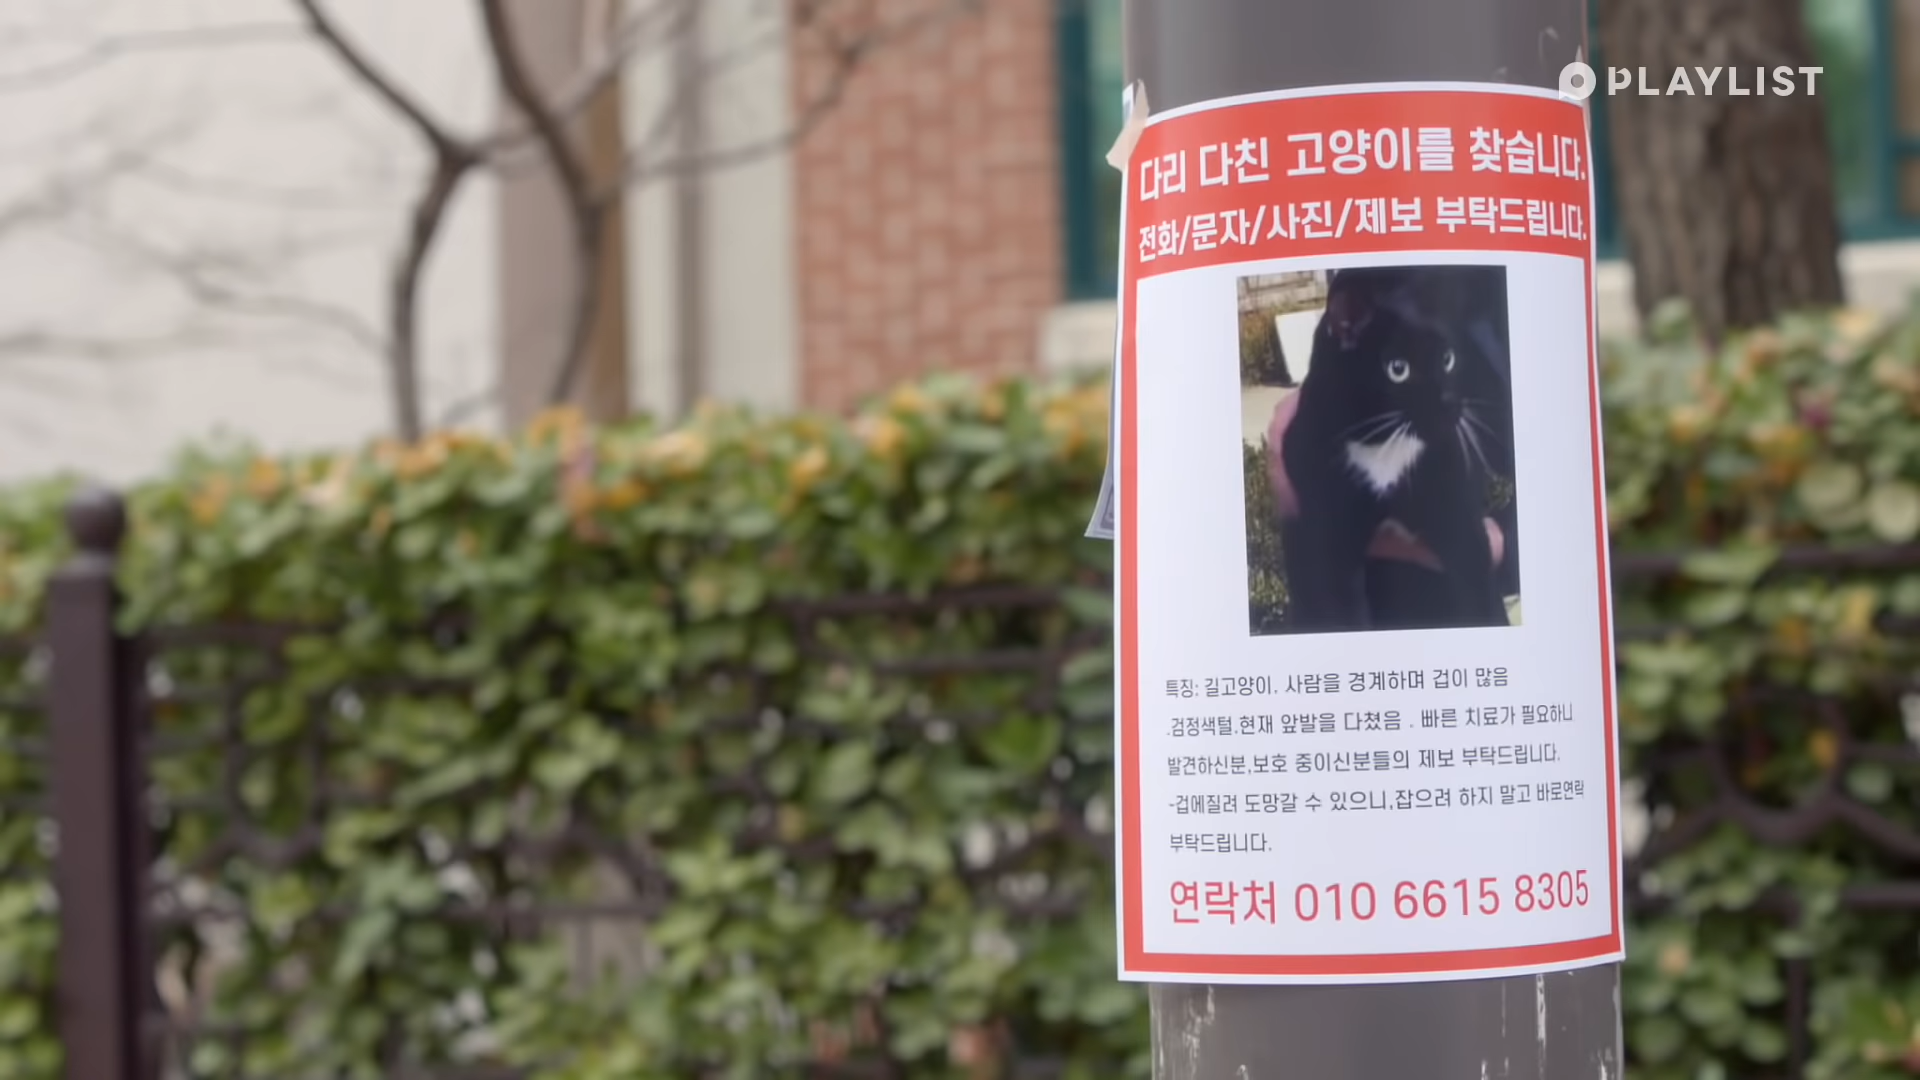 PLAYLIST
다리 다친 고양이를 찾습니다.
전화/문자/사진/제보 부탁드립니다.
특징: 길고양이. 사람을 경계하며 겁이 많음
.검정색털.현재 앞발을 다쳤음 . 빠른 치료가 필요하니
발견하신분,보호 중이신분들의 제보 부탁드립니다.
-겁에질려 도망갈 수 있으니,잡으려 하지 말고 바로연락
부탁드립니다.
연락처 010 6615 8305